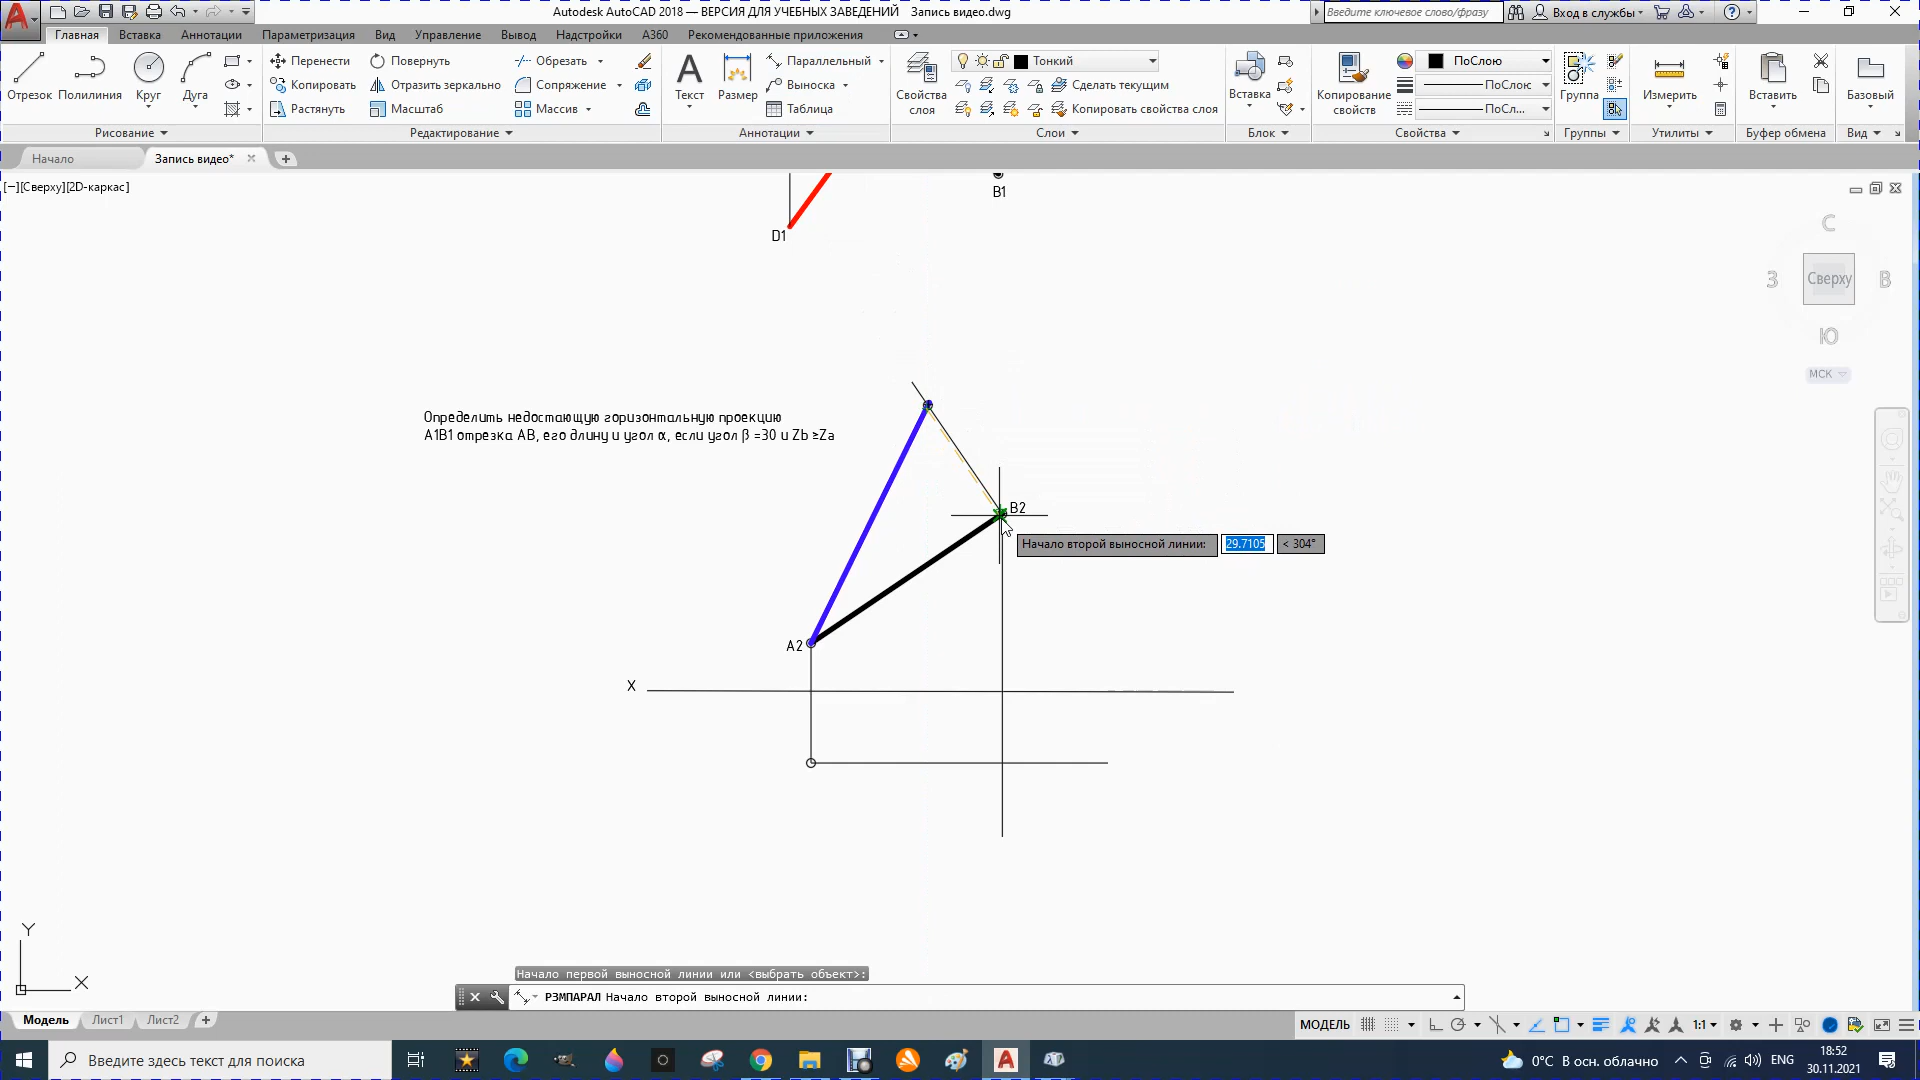 Autodesk AutoCAD 2018 — ВЕРСИЯ ДЛЯ УЧЕБНЫХ ЗАВЕДЕНИЙ Запись видео.dwg
Введите ключевое слово/фразу
Вход в службы
Главная Вставка Аннотации Параметризация Вид Управление Вывод Надстройки A360 Рекомендованные приложения
Отрезок Полилиния Круг Дуга
Перенести Повернуть Обрезать
Копировать Отразить зеркально Сопряжение
Растянуть Масштаб Массив
Текст Размер
Параллельный
Выноска
Таблица
Свойства слоя
Тонкий
Сделать текущим
Копировать свойства слоя
Вставка
Копирование свойств
ПоСлою
ПоСлою
ПоСл...
Группа Измерить Вставить Базовый
Рисование Редактирование Аннотации Слои Блок Свойства Группы Утилиты Буфер обмена Вид
Начало Запись видео*
[−][Сверху][2D-каркас]
B1
D1
С
З Сверху В
Ю
МСК
Определить недостающую горизонтальную проекцию
A1B1 отрезка AB, его длину и угол α, если угол β =30 и Zb ≥Za
B2
Начало второй выносной линии: 29.7105 < 304°
A2
X
Y
X
Начало первой выносной линии или <выбрать объект>:
РЗМПАРАЛ Начало второй выносной линии:
Модель Лист1 Лист2
МОДЕЛЬ 1:1
Введите здесь текст для поиска
0°C В осн. облачно
ENG
18:52
30.11.2021